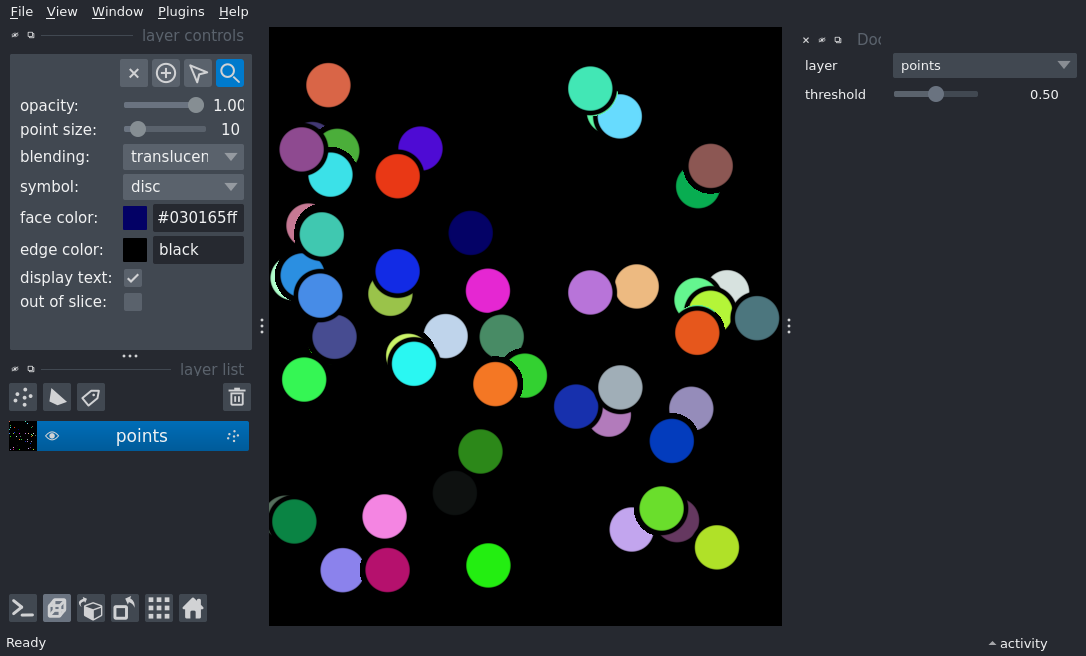 File View Window Plugins Help
layer controls
opacity: 1.00
point size: 10
blending: translucen
symbol: disc
face color: #030165ff
edge color: black
display text:
out of slice:
layer list
points
Ready
Doc
layer points
threshold 0.50
activity